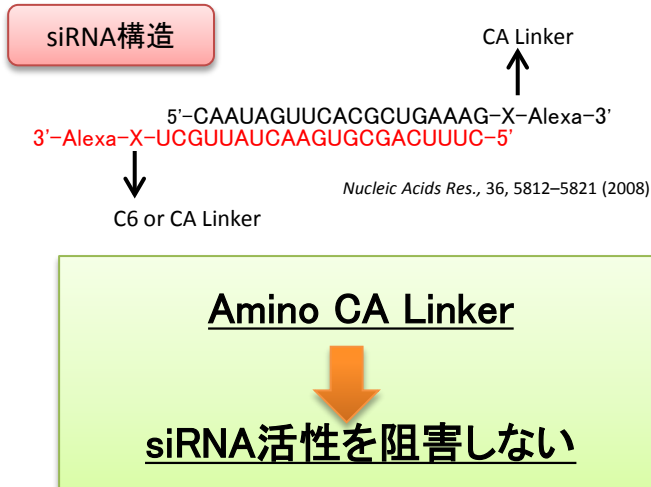 siRNA構造
CA Linker
5'-CAAUAGUUCACGCUGAAAG-X-Alexa-3'
3'-Alexa-X-UCGUUAUCAAGUGCGACUUUC-5'
Nucleic Acids Res., 36, 5812–5821 (2008)
C6 or CA Linker
Amino CA Linker
siRNA活性を阻害しない